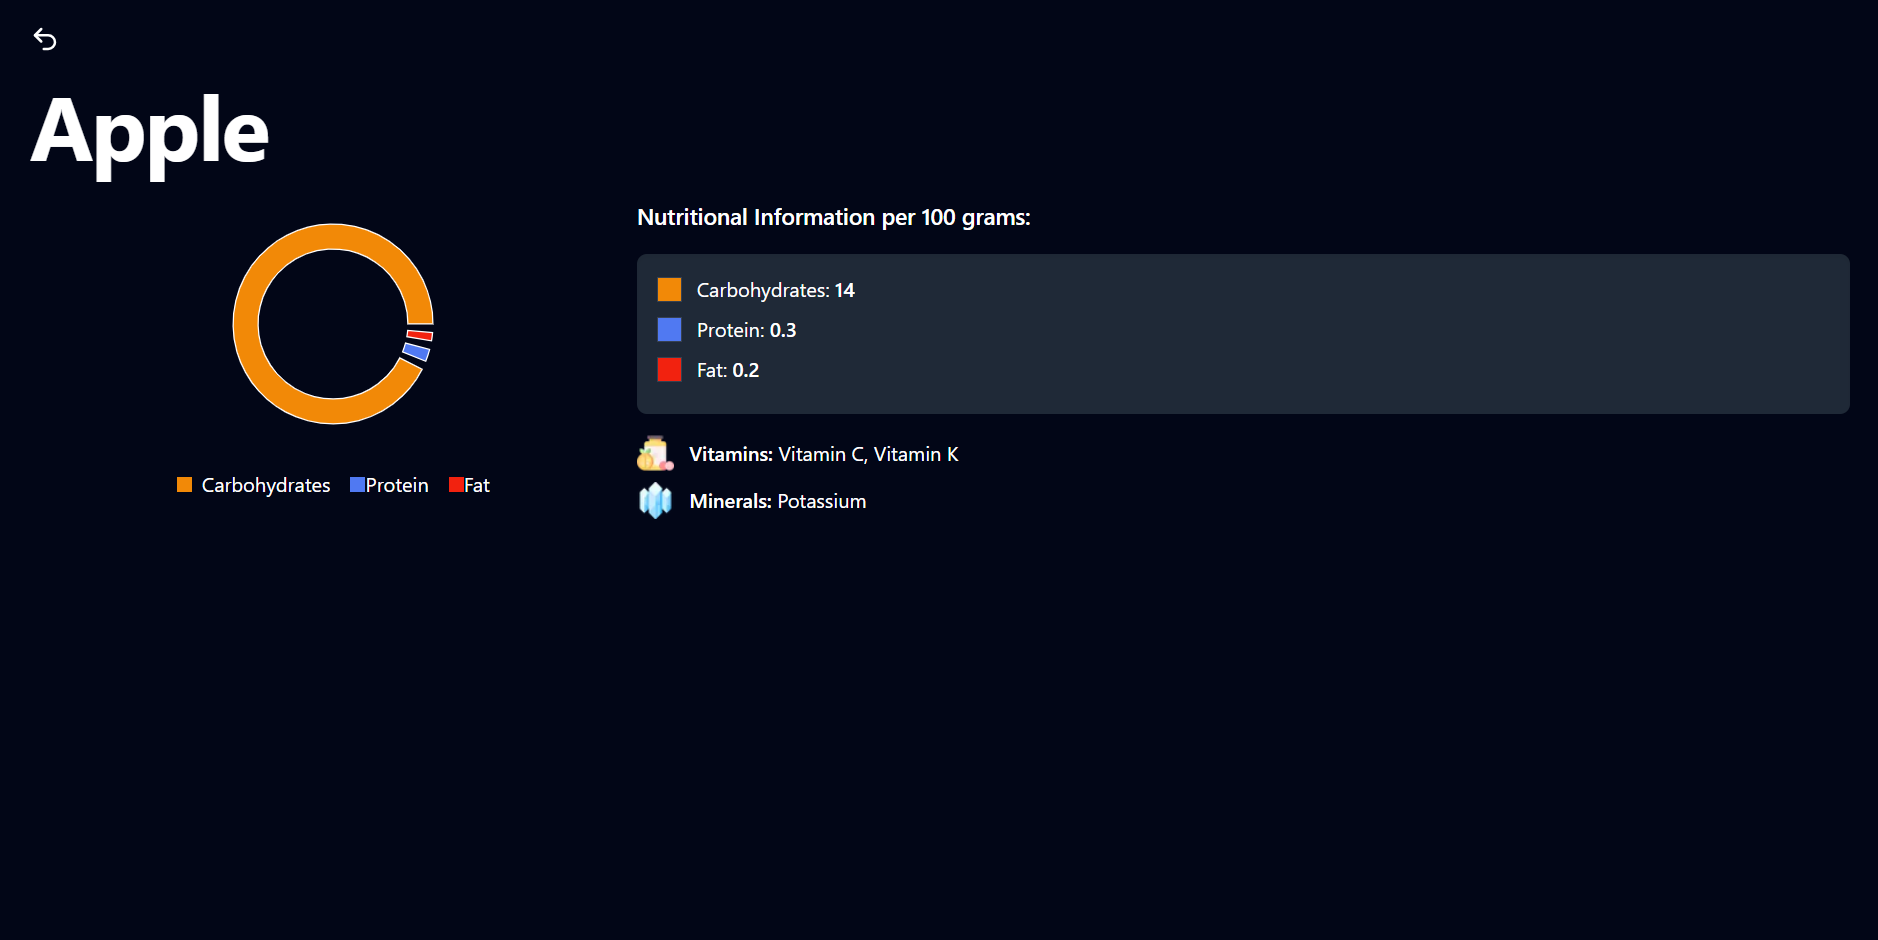 Apple
Carbohydrates Protein Fat
Nutritional Information per 100 grams:
Carbohydrates: 14
Protein: 0.3
Fat: 0.2
Vitamins: Vitamin C, Vitamin K
Minerals: Potassium